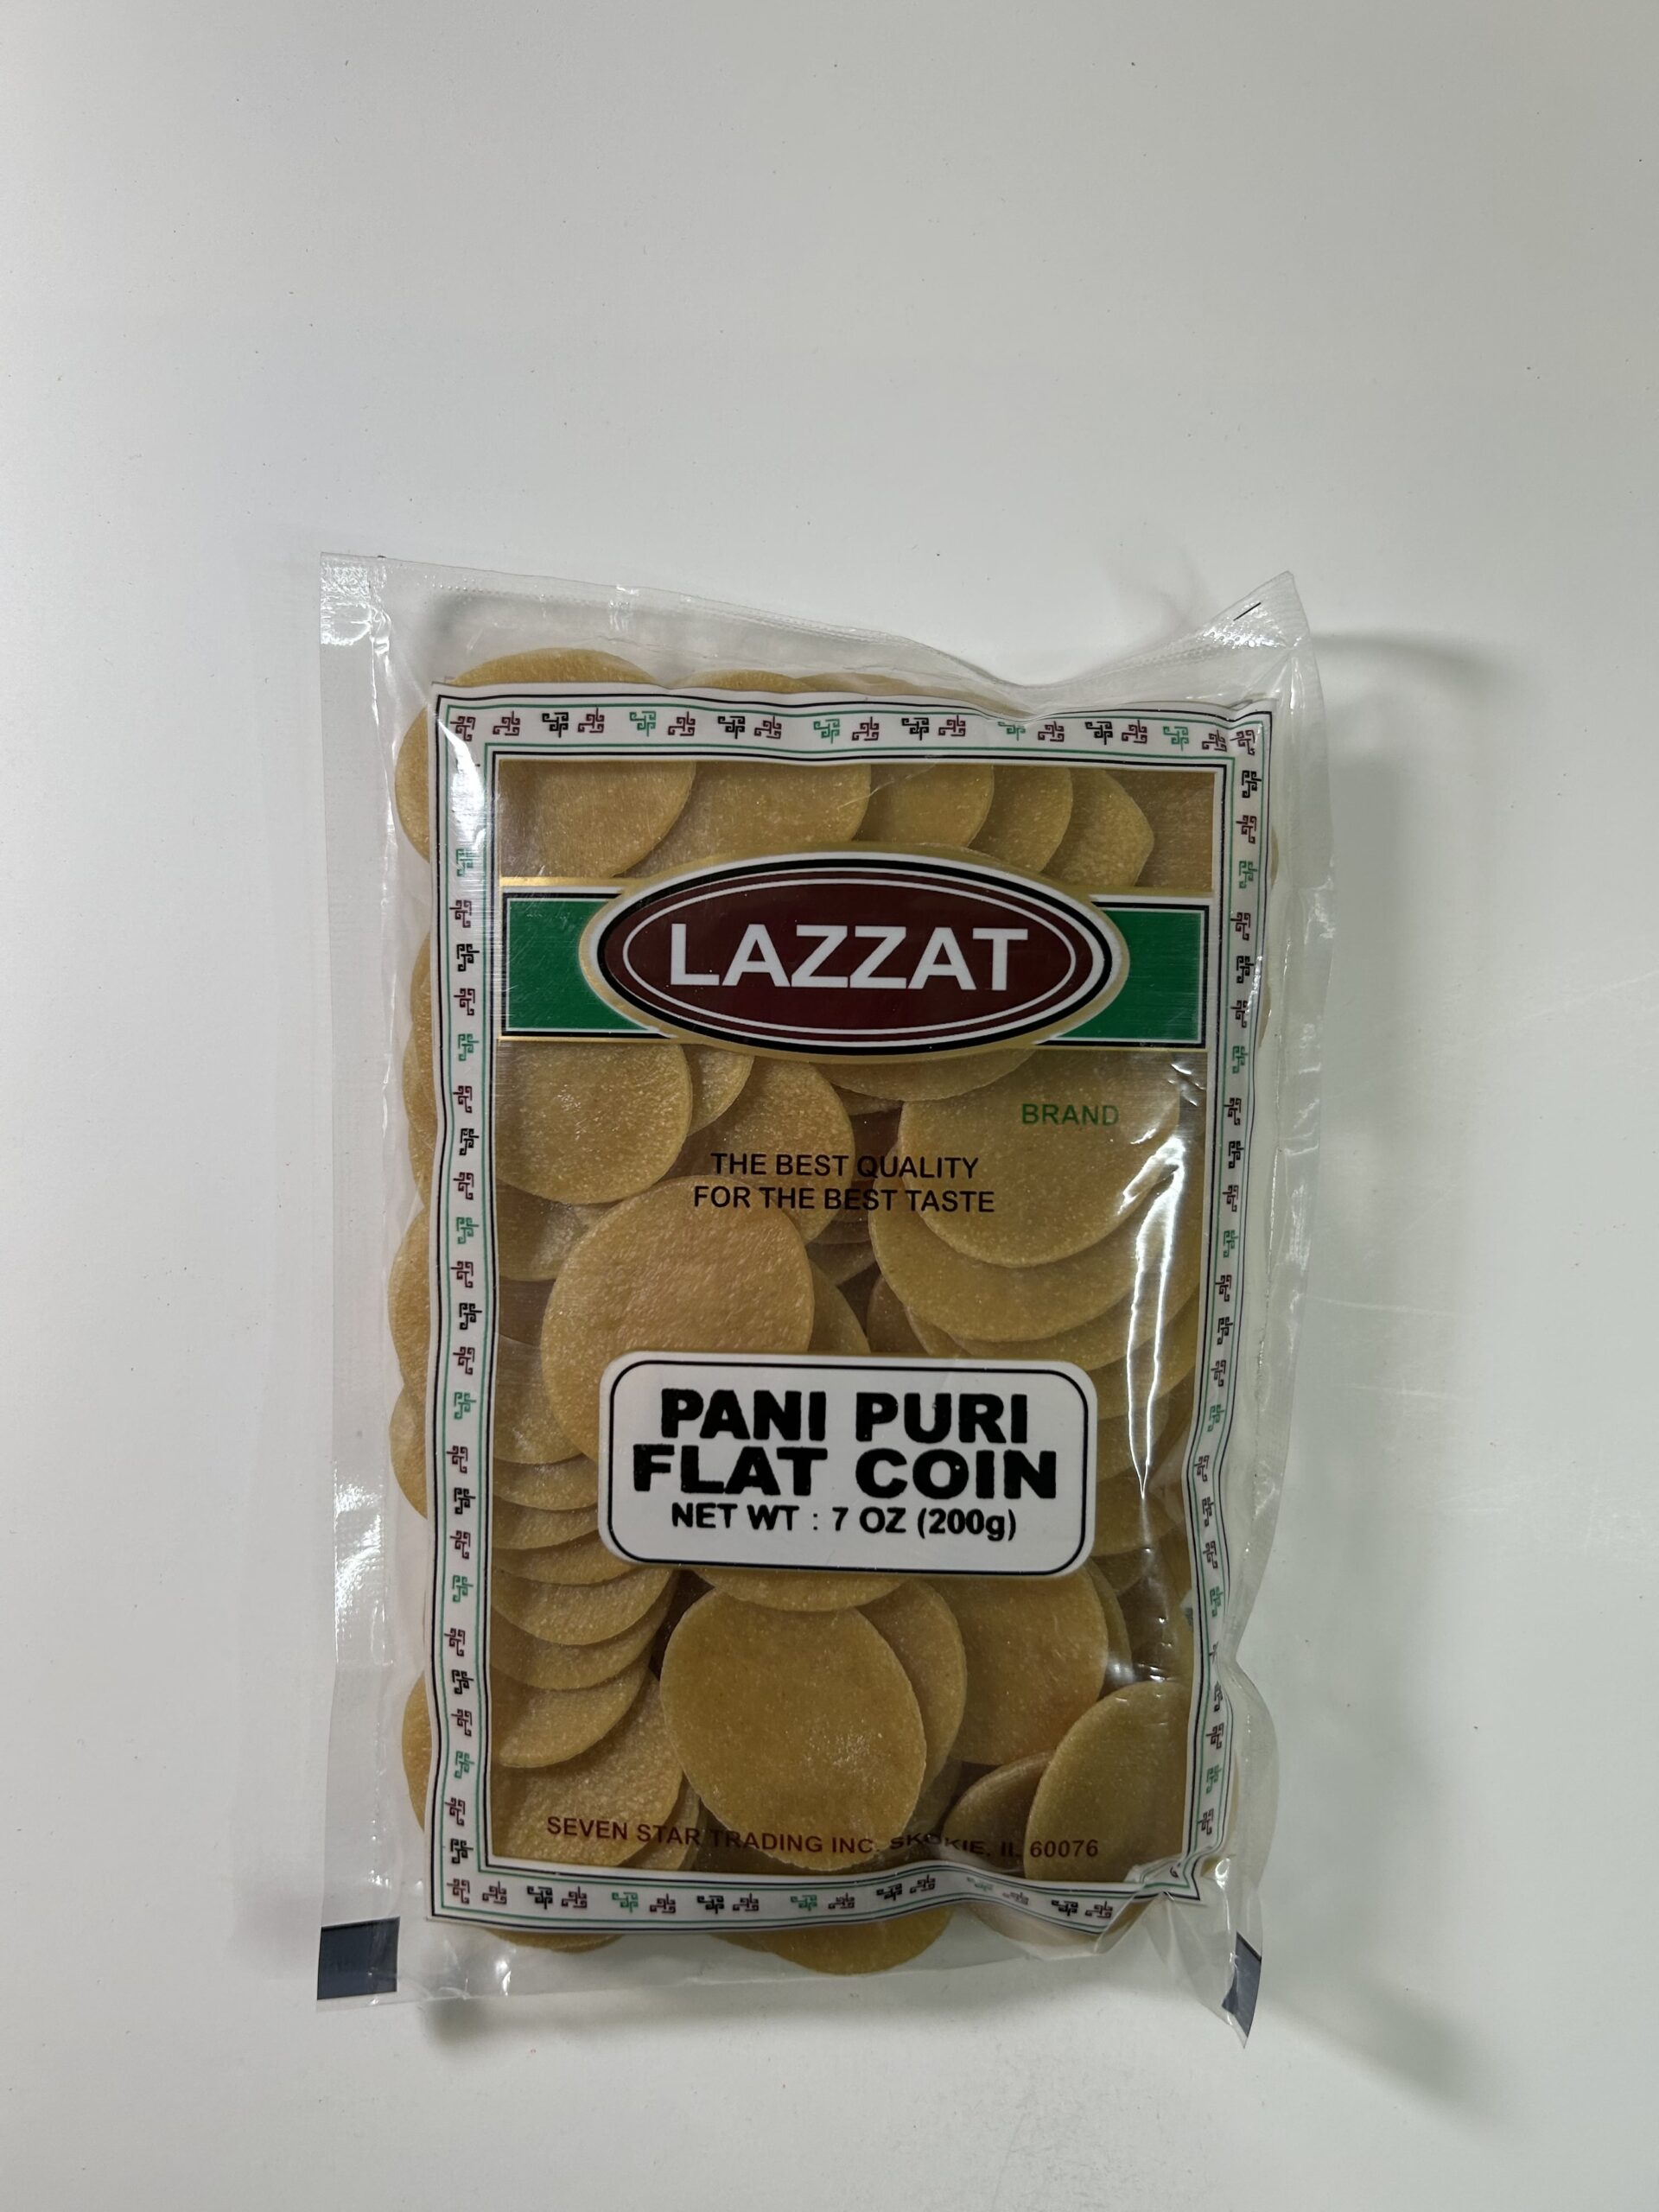 LAZZAT
BRAND
THE BEST QUALITY
FOR THE BEST TASTE
PANI PURI
FLAT COIN
NET WT : 7 OZ (200g)
SEVEN STAR TRADING INC. SKOKIE, IL 60076